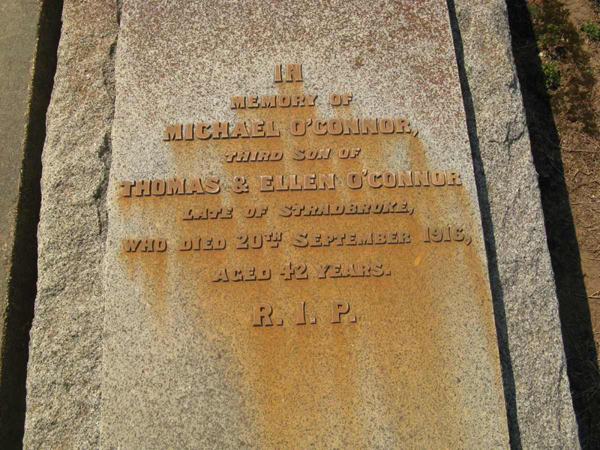 IN
MEMORY OF
MICHAEL O'CONNOR,
THIRD SON OF
THOMAS & ELLEN O'CONNOR
LATE OF STRADBROKE,
WHO DIED 20TH SEPTEMBER 1916,
AGED 42 YEARS.
R. I. P.